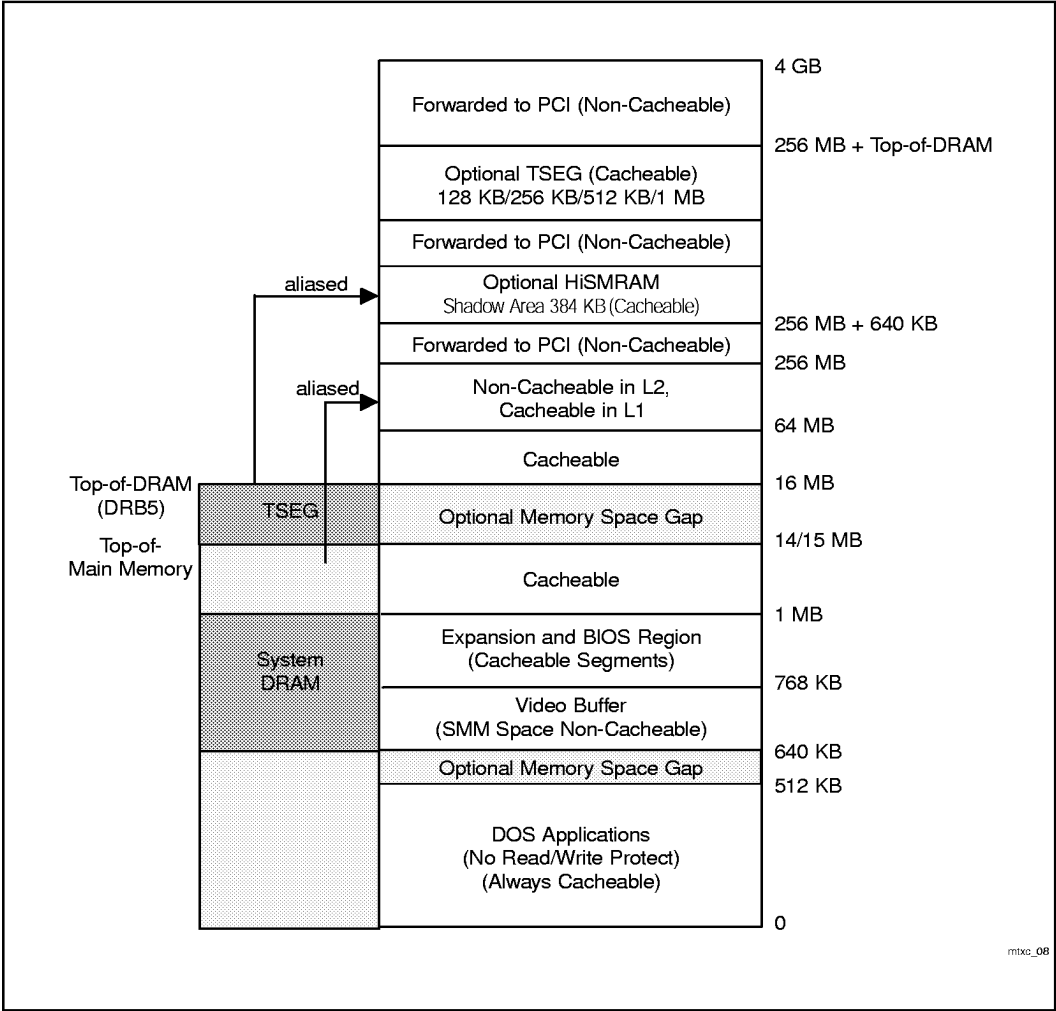 4 GB
Forwarded to PCI (Non-Cacheable)
256 MB + Top-of-DRAM
Optional TSEG (Cacheable)
128 KB/256 KB/512 KB/1 MB
Forwarded to PCI (Non-Cacheable)
aliased
Optional HiSMRAM
Shadow Area 384 KB (Cacheable)
256 MB + 640 KB
Forwarded to PCI (Non-Cacheable)
256 MB
aliased
Non-Cacheable in L2,
Cacheable in L1
64 MB
Cacheable
16 MB
Top-of-DRAM
(DRB5)
TSEG
Optional Memory Space Gap
14/15 MB
Top-of-
Main Memory
Cacheable
1 MB
System
DRAM
Expansion and BIOS Region
(Cacheable Segments)
768 KB
Video Buffer
(SMM Space Non-Cacheable)
640 KB
Optional Memory Space Gap
512 KB
DOS Applications
(No Read/Write Protect)
(Always Cacheable)
0
mtxc_08